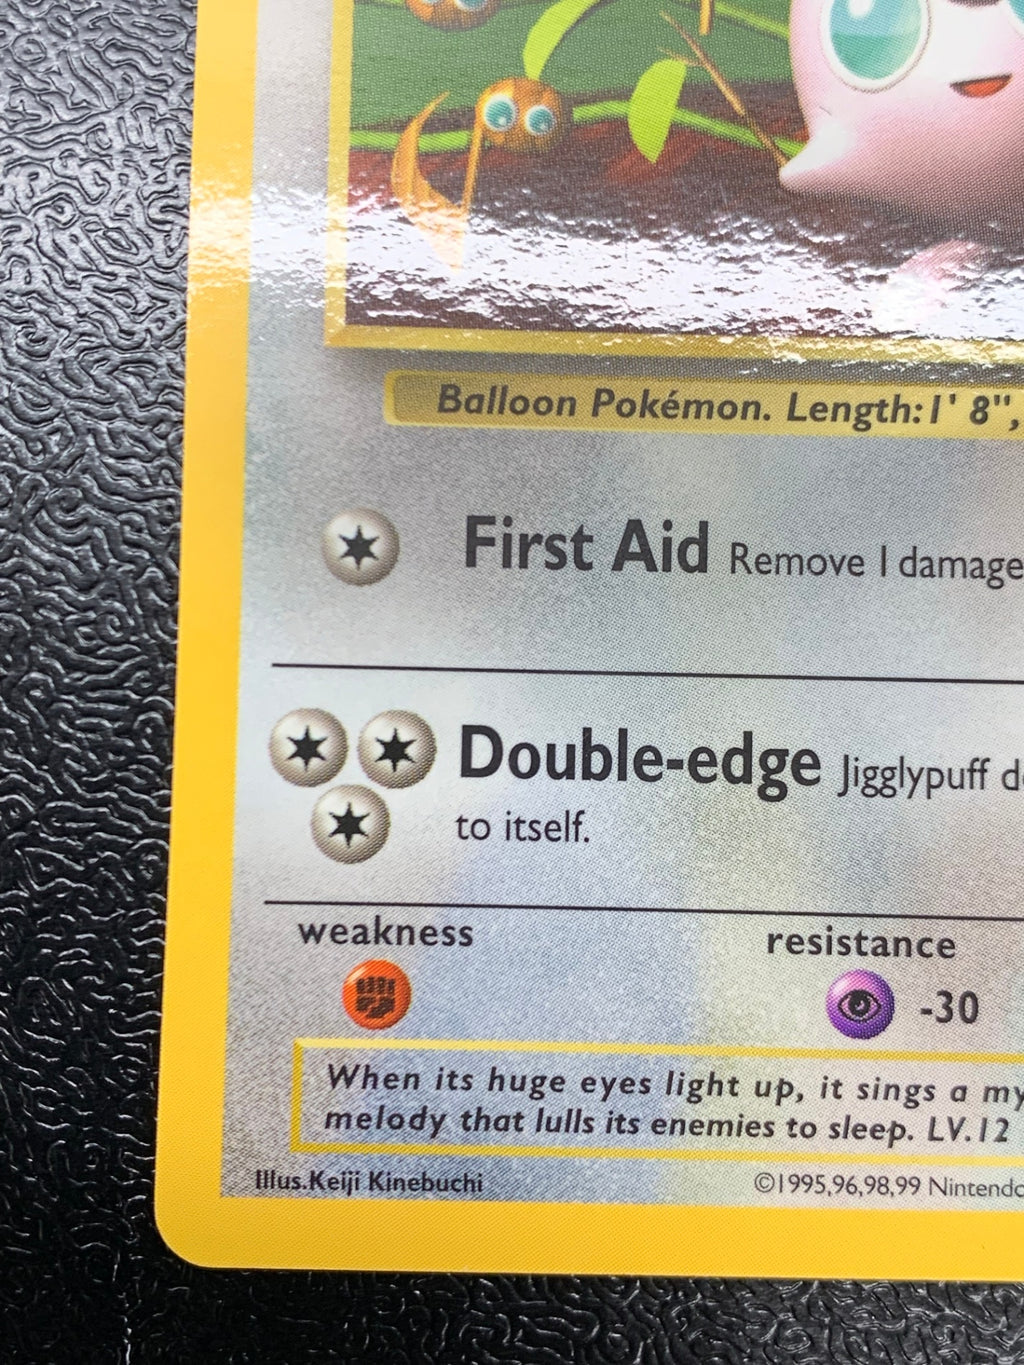 Balloon Pokémon. Length: 1' 8",
First Aid Remove 1 damage
Double-edge Jigglypuff
to itself.
weakness
resistance
-30
When its huge eyes light up, it sings a
melody that lulls its enemies to sleep. LV. 12
Illus. Keiji Kinebuchi
©1995,96,98,99 Nintendo